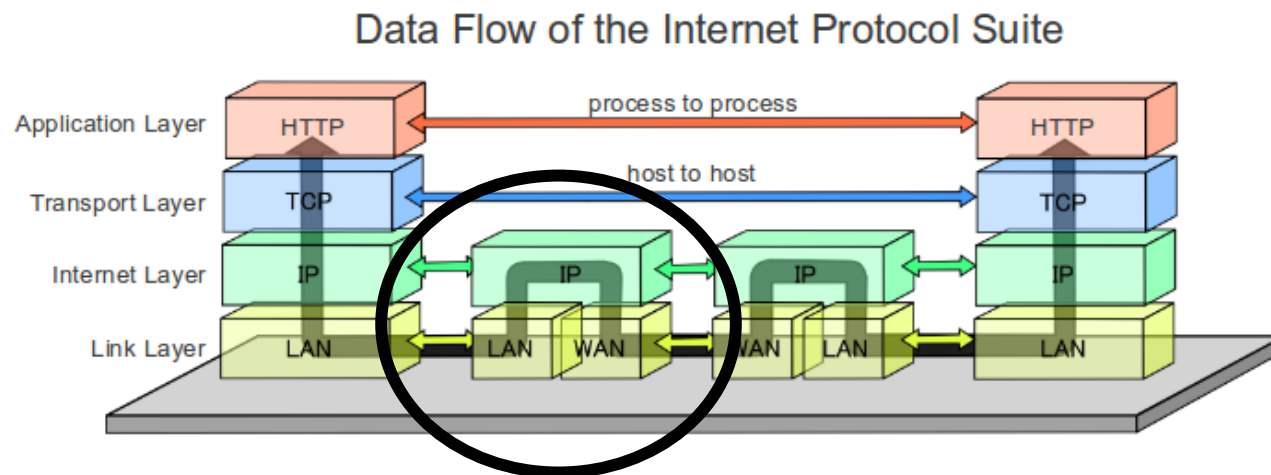 Data Flow of the Internet Protocol Suite
Application Layer HTTP process to process HTTP
Transport Layer TCP host to host TCP
Internet Layer IP IP IP IP
Link Layer LAN LAN WAN WAN LAN LAN